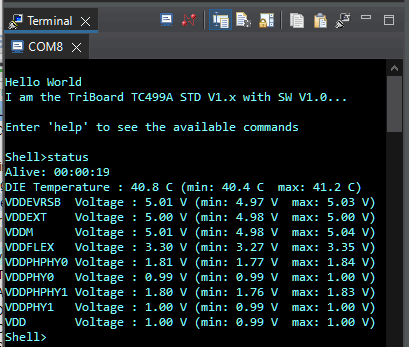 Terminal
COM8
Hello World
I am the TriBoard TC499A STD V1.x with SW V1.0...
Enter 'help' to see the available commands
Shell>status
Alive: 00:00:19
DIE Temperature : 40.8 C (min: 40.4 C  max: 41.2 C)
VDDEVRSB  Voltage : 5.01 V (min: 4.97 V  max: 5.03 V)
VDDEXT    Voltage : 5.00 V (min: 4.98 V  max: 5.00 V)
VDDM      Voltage : 5.01 V (min: 4.98 V  max: 5.04 V)
VDDFLEX   Voltage : 3.30 V (min: 3.27 V  max: 3.35 V)
VDDPHPHY0 Voltage : 1.81 V (min: 1.77 V  max: 1.84 V)
VDDPHY0   Voltage : 0.99 V (min: 0.99 V  max: 1.00 V)
VDDPHPHY1 Voltage : 1.80 V (min: 1.76 V  max: 1.83 V)
VDDPHY1   Voltage : 1.00 V (min: 0.99 V  max: 1.00 V)
VDD       Voltage : 1.00 V (min: 0.99 V  max: 1.00 V)
Shell>